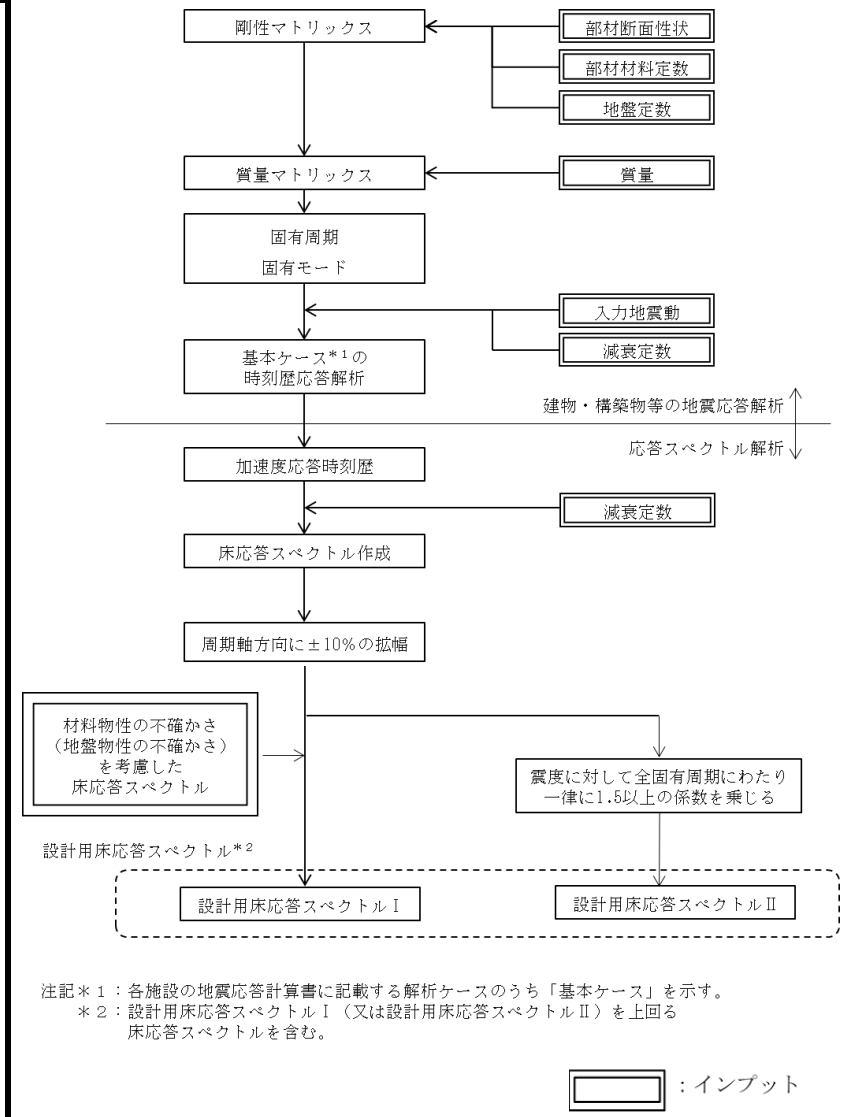 剛性マトリックス
部材断面性状
部材材料定数
地盤定数
質量マトリックス
質量
固有周期
固有モード
入力地震動
減衰定数
基本ケース*1の
時刻歴応答解析
建物・構築物等の地震応答解析
応答スペクトル解析
加速度応答時刻歴
減衰定数
床応答スペクトル作成
周期軸方向に±10%の拡幅
材料物性の不確かさ
（地盤物性の不確かさ）
を考慮した
床応答スペクトル
震度に対して全固有周期にわたり
一律に1.5以上の係数を乗じる
設計用床応答スペクトル*2
設計用床応答スペクトルⅠ
設計用床応答スペクトルⅡ
注記＊1：各施設の地震応答計算書に記載する解析ケースのうち「基本ケース」を示す。
＊2：設計用床応答スペクトルⅠ（又は設計用床応答スペクトルⅡ）を上回る
床応答スペクトルを含む。
：インプット